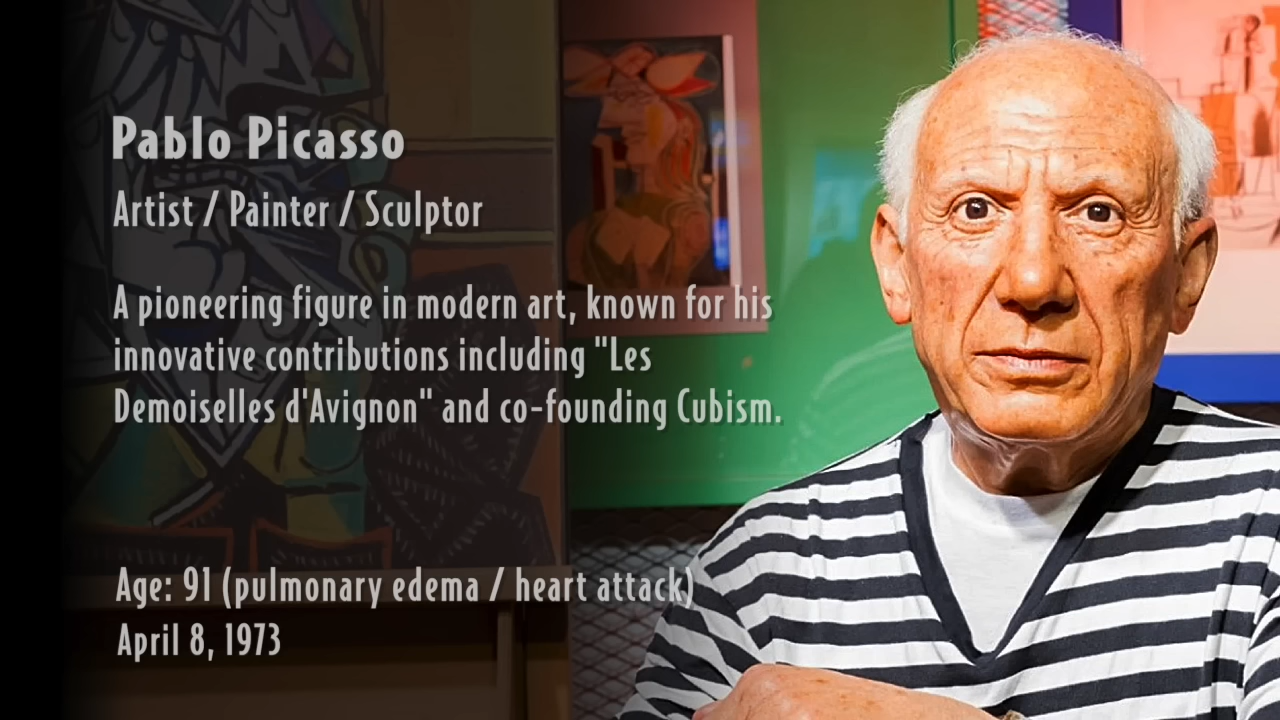 Pablo Picasso
Artist / Painter / Sculptor
A pioneering figure in modern art, known for his
innovative contributions including "Les
Demoiselles d'Avignon" and co-founding Cubism.
Age: 91 (pulmonary edema / heart attack)
April 8, 1973